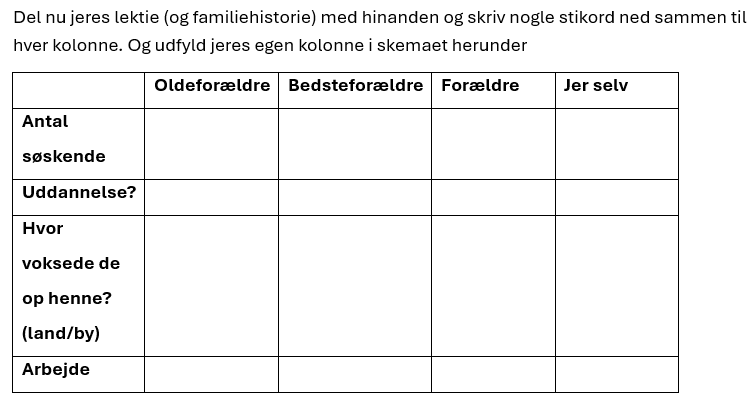 Del nu jeres lektie (og familiehistorie) med hinanden og skriv nogle stikord ned sammen til
hver kolonne. Og udfyld jeres egen kolonne i skemaet herunder
Oldeforældre Bedsteforældre Forældre Jer selv
Antal
søskende
Uddannelse?
Hvor
voksede de
op henne?
(land/by)
Arbejde